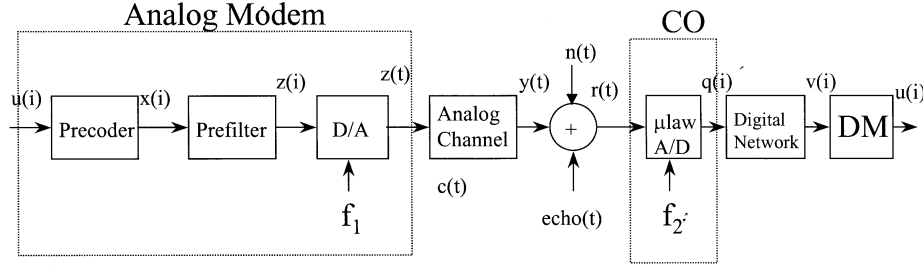 Analog Modem
CO
u(i)
x(i)
z(i)
z(t)
y(t)
n(t)
r(t)
q(i)
v(i)
u(i)
Precoder
Prefilter
D/A
Analog
Channel
+
μlaw
A/D
Digital
Network
DM
c(t)
f1
echo(t)
f2